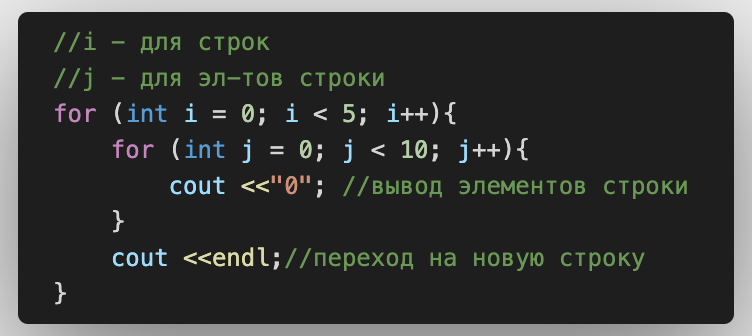 //i - для строк
//j - для эл-тов строки
for (int i = 0; i < 5; i++){
    for (int j = 0; j < 10; j++){
        cout <<"0"; //вывод элементов строки
    }
    cout <<endl;//переход на новую строку
}